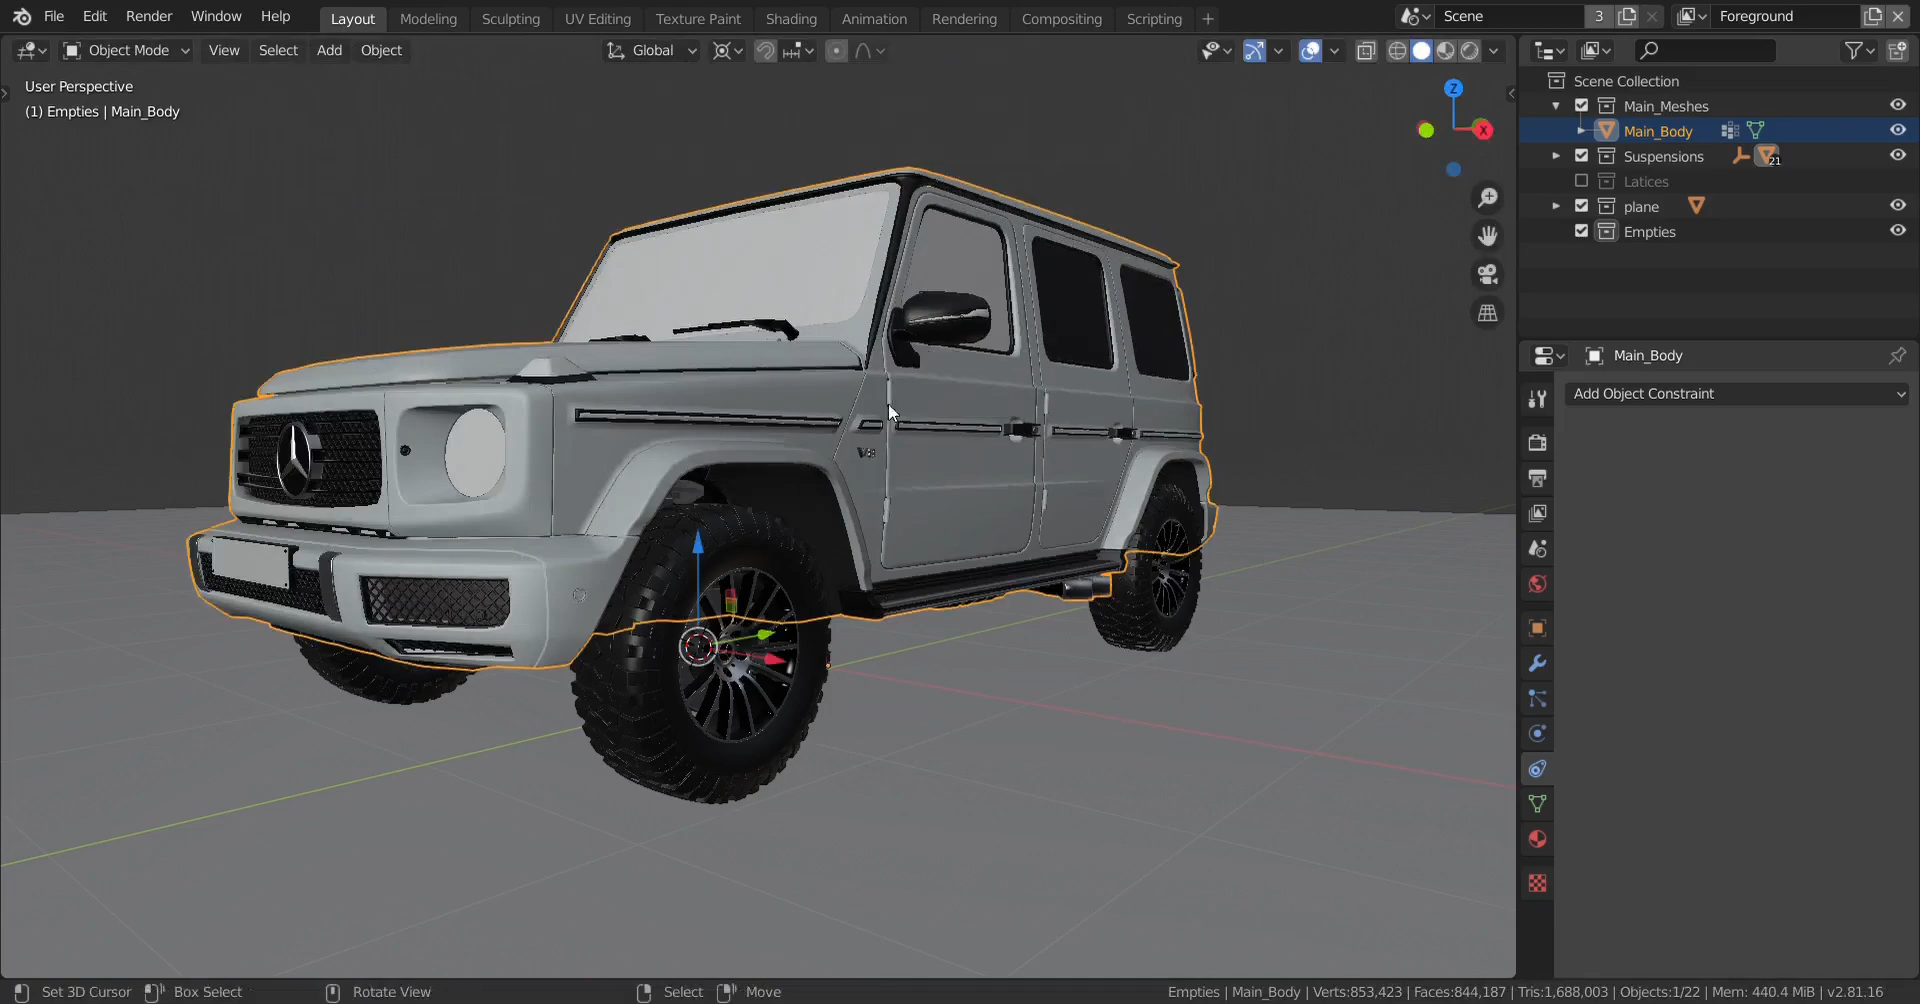 File Edit Render Window Help Layout Modeling Sculpting UV Editing Texture Paint Shading Animation Rendering Compositing Scripting + Scene 3 Foreground
Object Mode View Select Add Object Global
User Perspective
(1) Empties | Main_Body
Z
X
V8
Scene Collection
Main_Meshes
Main_Body
Suspensions 21
Latices
plane
Empties
Main_Body
Add Object Constraint
Set 3D Cursor Box Select Rotate View Select Move Empties | Main_Body | Verts:853,423 | Faces:844,187 | Tris:1,688,003 | Objects:1/22 | Mem: 440.4 MiB | v2.81.16